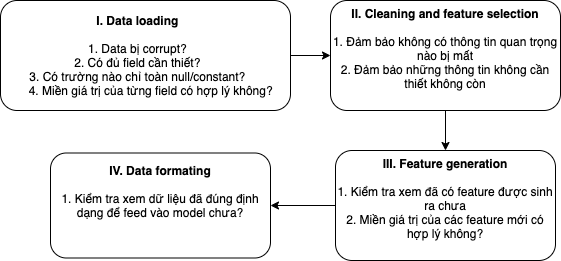 I. Data loading
1. Data bị corrupt?
2. Có đủ field cần thiết?
3. Có trường nào chỉ toàn null/constant?
4. Miền giá trị của từng field có hợp lý không?
II. Cleaning and feature selection
1. Đảm bảo không có thông tin quan trọng
nào bị mất
2. Đảm bảo những thông tin không cần
thiết không còn
III. Feature generation
1. Kiểm tra xem đã có feature được sinh
ra chưa
2. Miền giá trị của các feature mới có
hợp lý không?
IV. Data formating
1. Kiểm tra xem dữ liệu đã đúng định
dạng để feed vào model chưa?